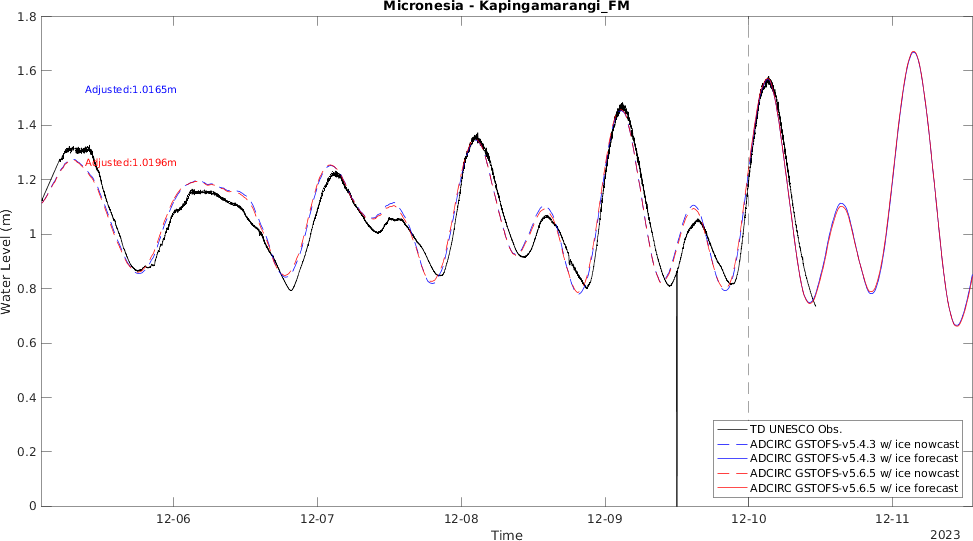 Micronesia - Kapingamarangi_FM
1.8
1.6
1.4
1.2
1
0.8
0.6
0.4
0.2
0
Water Level (m)
Adjusted:1.0165m
Adjusted:1.0196m
TD UNESCO Obs.
ADCIRC GSTOFS-v5.4.3 w/ ice nowcast
ADCIRC GSTOFS-v5.4.3 w/ ice forecast
ADCIRC GSTOFS-v5.6.5 w/ ice nowcast
ADCIRC GSTOFS-v5.6.5 w/ ice forecast
12-06 12-07 12-08 12-09 12-10 12-11
Time
2023